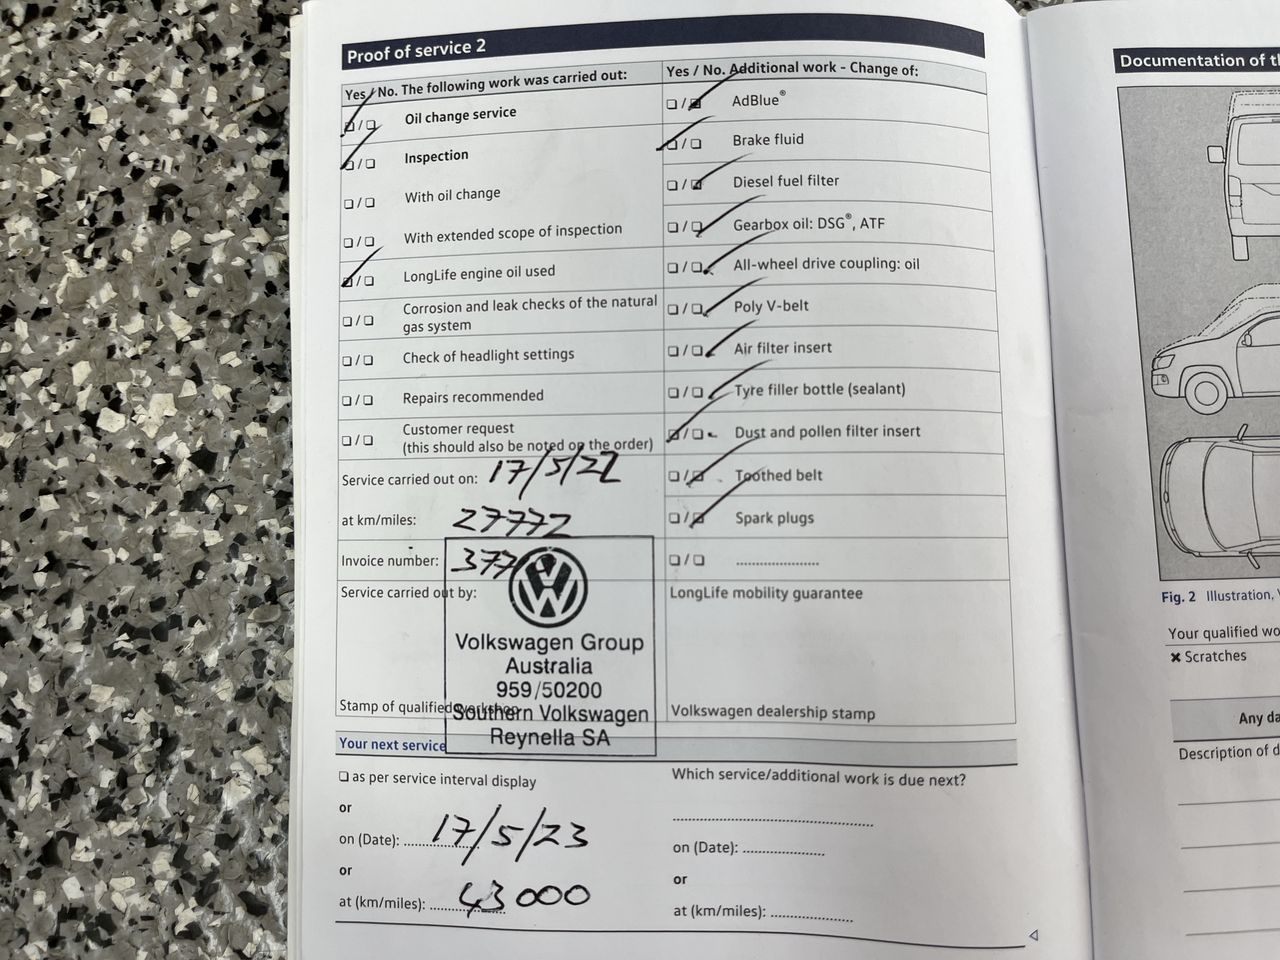 Proof of service 2
Yes / No. The following work was carried out:
❏/❏ Oil change service
❏/❏ Inspection
❏/❏ With oil change
❏/❏ With extended scope of inspection
❏/❏ LongLife engine oil used
❏/❏ Corrosion and leak checks of the natural
gas system
❏/❏ Check of headlight settings
❏/❏ Repairs recommended
❏/❏ Customer request
(this should also be noted on the order)
Service carried out on: 17/5/22
at km/miles: 27772
Invoice number: 377
Service carried out by:
Stamp of qualified workshop
VW
Volkswagen Group
Australia
959/50200
Southern Volkswagen
Reynella SA
Yes / No. Additional work - Change of:
❏/❏ AdBlue®
❏/❏ Brake fluid
❏/❏ Diesel fuel filter
❏/❏ Gearbox oil: DSG®, ATF
❏/❏ All-wheel drive coupling: oil
❏/❏ Poly V-belt
❏/❏ Air filter insert
❏/❏ Tyre filler bottle (sealant)
❏/❏ Dust and pollen filter insert
❏/❏ Toothed belt
❏/❏ Spark plugs
❏/❏ .....................
LongLife mobility guarantee
Volkswagen dealership stamp
Your next service
❏ as per service interval display
or
on (Date): 17/5/23
or
at (km/miles): 43000
Which service/additional work is due next?
on (Date): .....................
or
at (km/miles): .....................
Documentation of
Fig. 2 Illustration,
Your qualified
✖ Scratches
Any
Description of